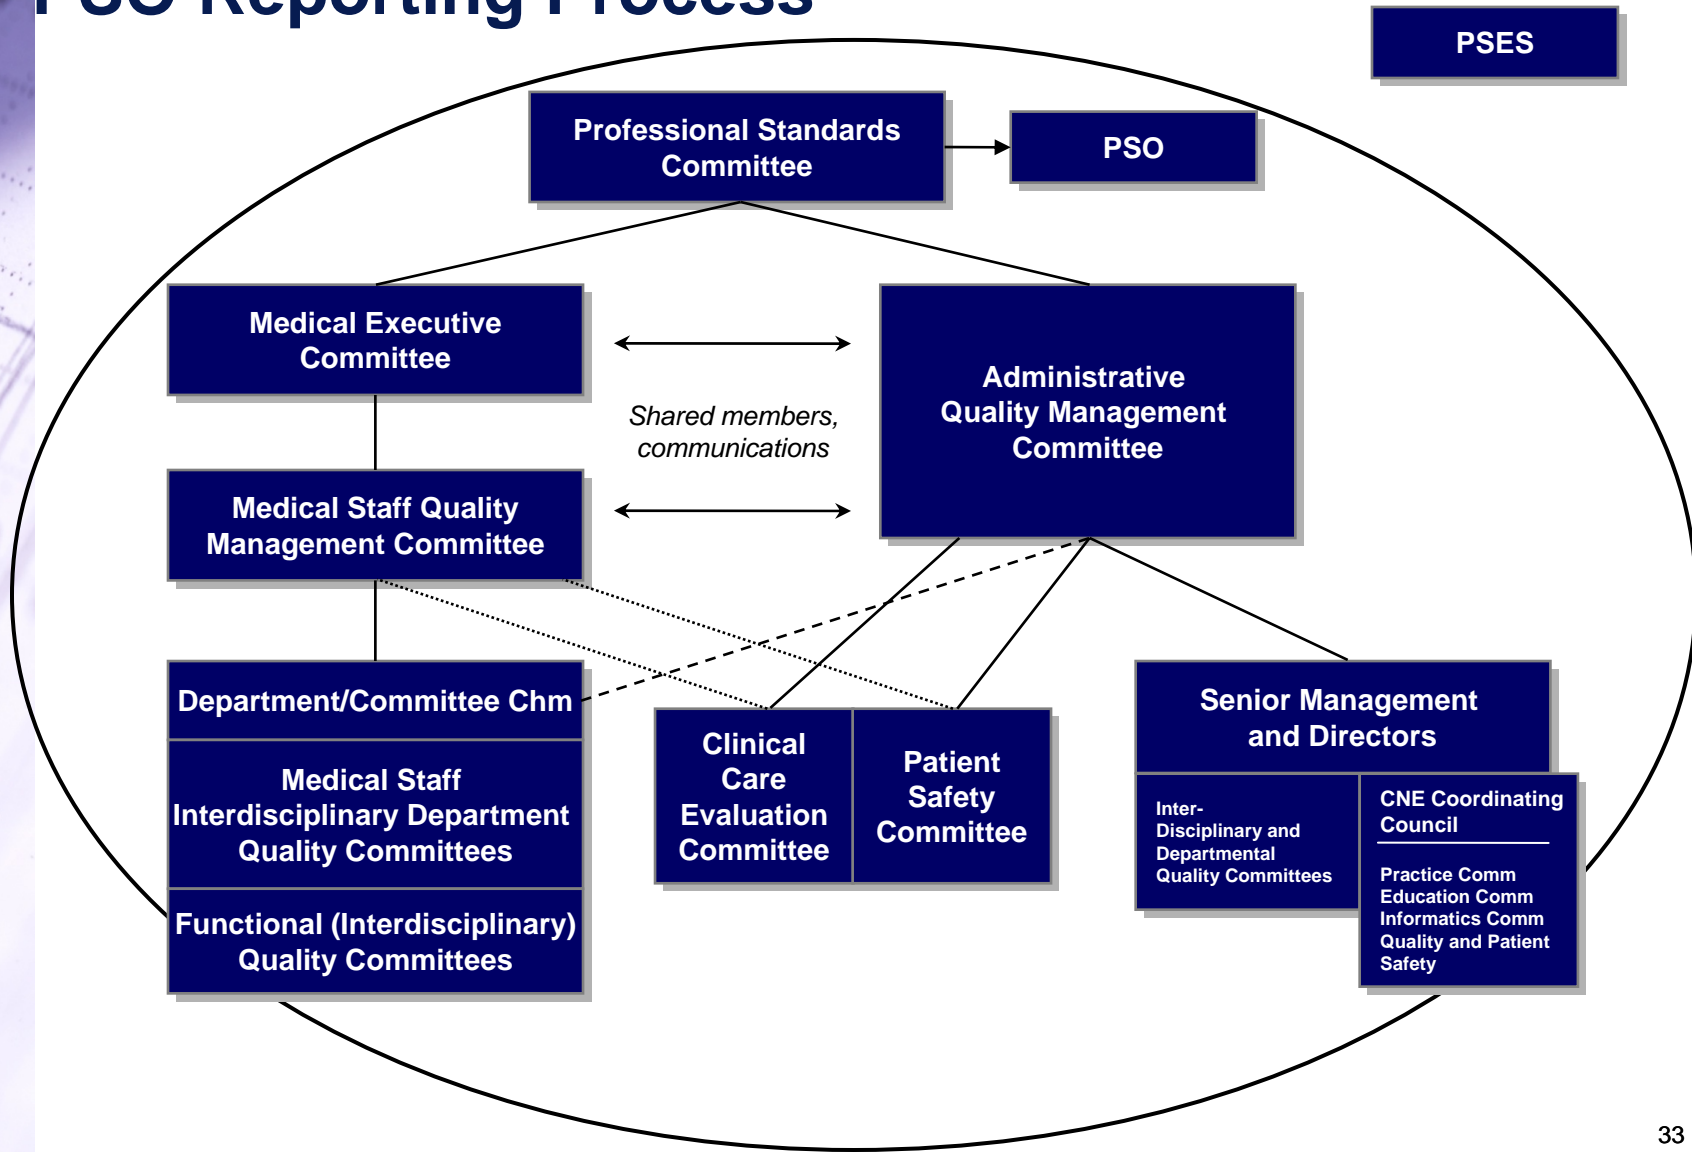 PSO Reporting Process
PSES
Professional Standards
Committee
PSO
Medical Executive
Committee
Administrative
Quality Management
Committee
Shared members,
communications
Medical Staff Quality
Management Committee
Department/Committee Chm
Medical Staff
Interdisciplinary Department
Quality Committees
Functional (Interdisciplinary)
Quality Committees
Clinical
Care
Evaluation
Committee
Patient
Safety
Committee
Senior Management
and Directors
Inter-
Disciplinary and
Departmental
Quality Committees
CNE Coordinating
Council
Practice Comm
Education Comm
Informatics Comm
Quality and Patient
Safety
33